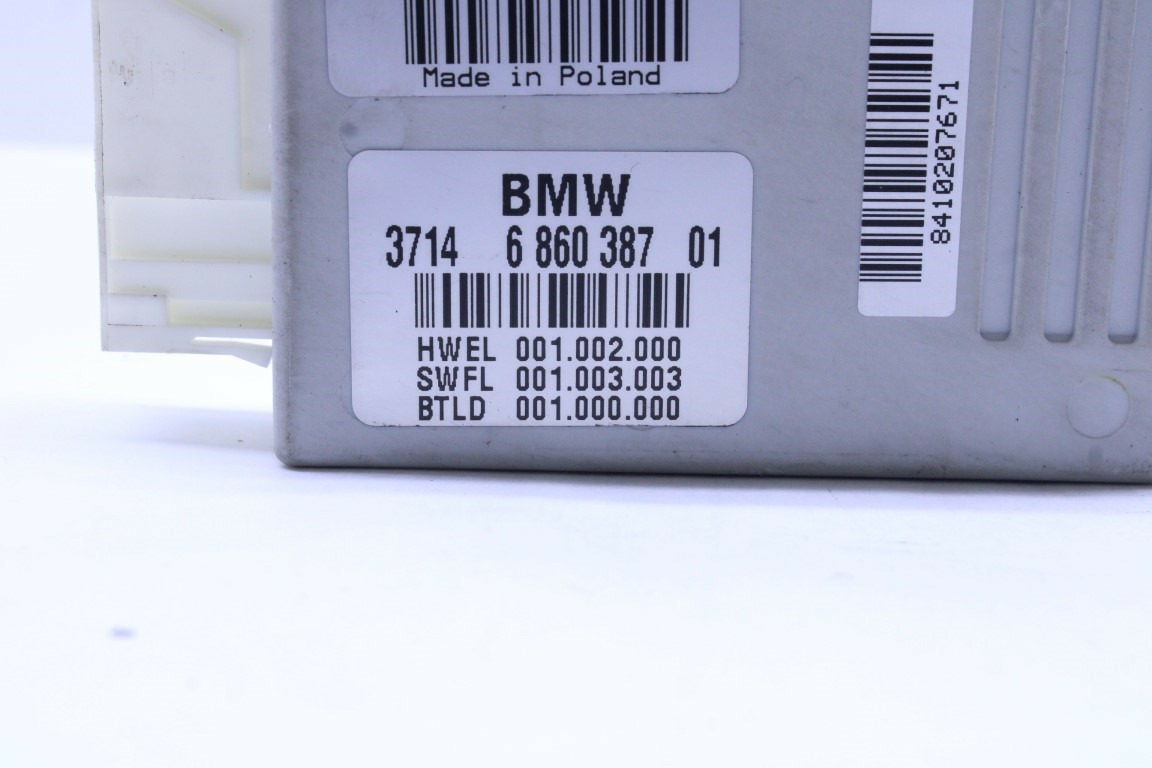 Made in Poland
BMW
3714 6 860 387 01
HWEL 001.002.000
SWFL 001.003.003
BTLD 001.000.000
8410207671